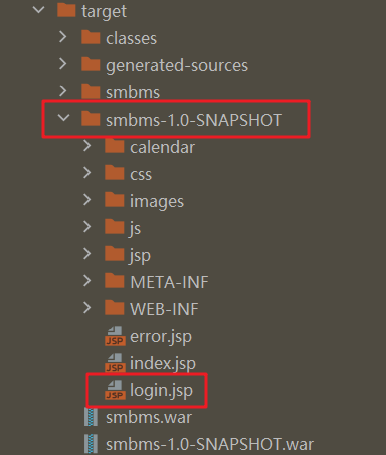 target
classes
generated-sources
smbms
smbms-1.0-SNAPSHOT
calendar
css
images
js
jsp
META-INF
WEB-INF
JSP error.jsp
JSP index.jsp
JSP login.jsp
smbms.war
smbms-1.0-SNAPSHOT.war